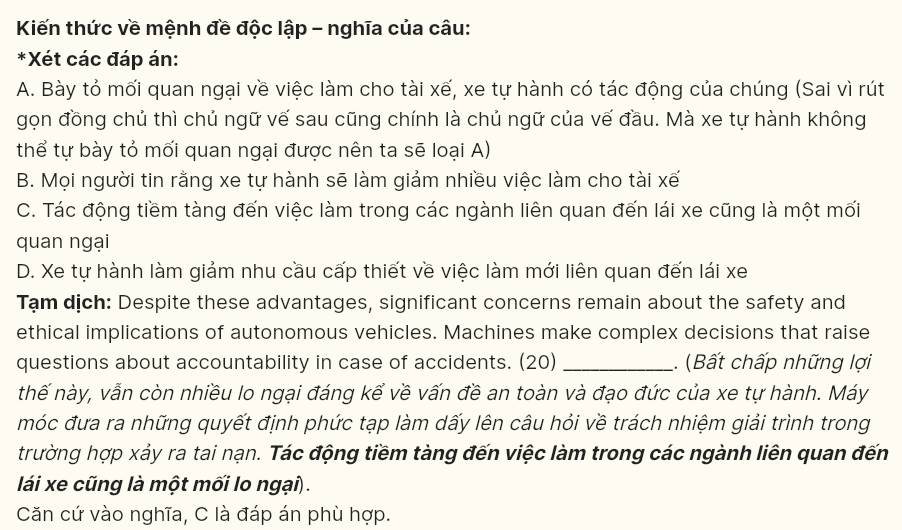 Kiến thức về mệnh đề độc lập – nghĩa của câu:
*Xét các đáp án:
A. Bày tỏ mối quan ngại về việc làm cho tài xế, xe tự hành có tác động của chúng (Sai vì rút
gọn đồng chủ thì chủ ngữ vế sau cũng chính là chủ ngữ của vế đầu. Mà xe tự hành không
thể tự bày tỏ mối quan ngại được nên ta sẽ loại A)
B. Mọi người tin rằng xe tự hành sẽ làm giảm nhiều việc làm cho tài xế
C. Tác động tiềm tàng đến việc làm trong các ngành liên quan đến lái xe cũng là một mối
quan ngại
D. Xe tự hành làm giảm nhu cầu cấp thiết về việc làm mới liên quan đến lái xe
Tạm dịch: Despite these advantages, significant concerns remain about the safety and
ethical implications of autonomous vehicles. Machines make complex decisions that raise
questions about accountability in case of accidents. (20) ____________. (Bất chấp những lợi
thế này, vẫn còn nhiều lo ngại đáng kể về vấn đề an toàn và đạo đức của xe tự hành. Máy
móc đưa ra những quyết định phức tạp làm dấy lên câu hỏi về trách nhiệm giải trình trong
trường hợp xảy ra tai nạn. Tác động tiềm tàng đến việc làm trong các ngành liên quan đến
lái xe cũng là một mối lo ngại).
Căn cứ vào nghĩa, C là đáp án phù hợp.